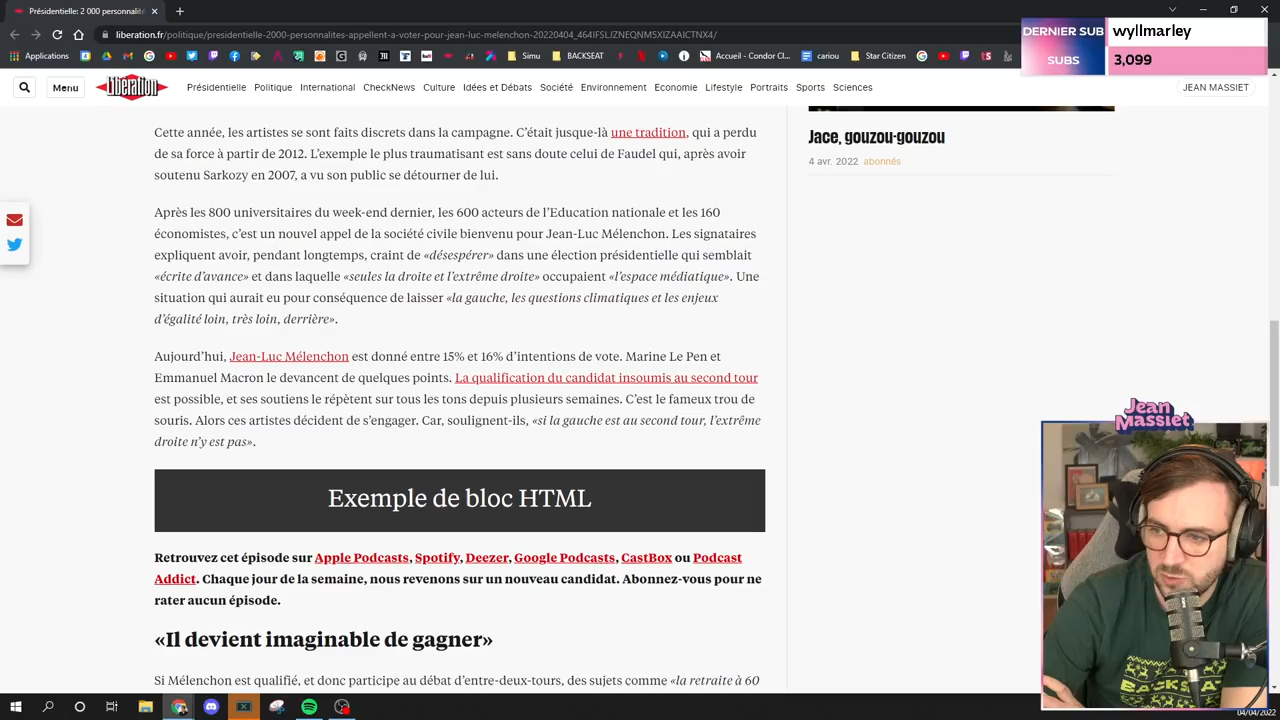 Présidentielle: 2 000 person
liberation.fr/politique/presidentielle-2000-personnalites-appellent-a-voter-pour-jean-luc-melenchon-20220404_464IFSLJZNEQNM5XIZAAICTNX4/
Applications
Simu
BACKSEAT
Accueil - Condor Cl...
cariou
Star Citizen
DERNIER SUB
wyllmarley
SUBS
3,099
Menu
Libération
Présidentielle Politique International CheckNews Culture Idées et Débats Société Environnement Economie Lifestyle Portraits Sports Sciences
JEAN MASSIET
Cette année, les artistes se sont faits discrets dans la campagne. C’était jusque-là une tradition, qui a perdu
de sa force à partir de 2012. L’exemple le plus traumatisant est sans doute celui de Faudel qui, après avoir
soutenu Sarkozy en 2007, a vu son public se détourner de lui.
Après les 800 universitaires du week-end dernier, les 600 acteurs de l’Education nationale et les 160
économistes, c’est un nouvel appel de la société civile bienvenu pour Jean-Luc Mélenchon. Les signataires
expliquent avoir, pendant longtemps, craint de «désespérer» dans une élection présidentielle qui semblait
«écrite d’avance» et dans laquelle «seules la droite et l’extrême droite» occupaient «l’espace médiatique». Une
situation qui aurait eu pour conséquence de laisser «la gauche, les questions climatiques et les enjeux
d’égalité loin, très loin, derrière».
Aujourd’hui, Jean-Luc Mélenchon est donné entre 15% et 16% d’intentions de vote. Marine Le Pen et
Emmanuel Macron le devancent de quelques points. La qualification du candidat insoumis au second tour
est possible, et ses soutiens le répètent sur tous les tons depuis plusieurs semaines. C’est le fameux trou de
souris. Alors ces artistes décident de s’engager. Car, soulignent-ils, «si la gauche est au second tour, l’extrême
droite n’y est pas».
Exemple de bloc HTML
Retrouvez cet épisode sur Apple Podcasts, Spotify, Deezer, Google Podcasts, CastBox ou Podcast
Addict. Chaque jour de la semaine, nous revenons sur un nouveau candidat. Abonnez-vous pour ne
rater aucun épisode.
«Il devient imaginable de gagner»
Si Mélenchon est qualifié, et donc participe au débat d’entre-deux-tours, des sujets comme «la retraite à 60
Jace, gouzou-gouzou
4 avr. 2022 abonnés
Jean
Massiet
BACKSEA
04/04/2022